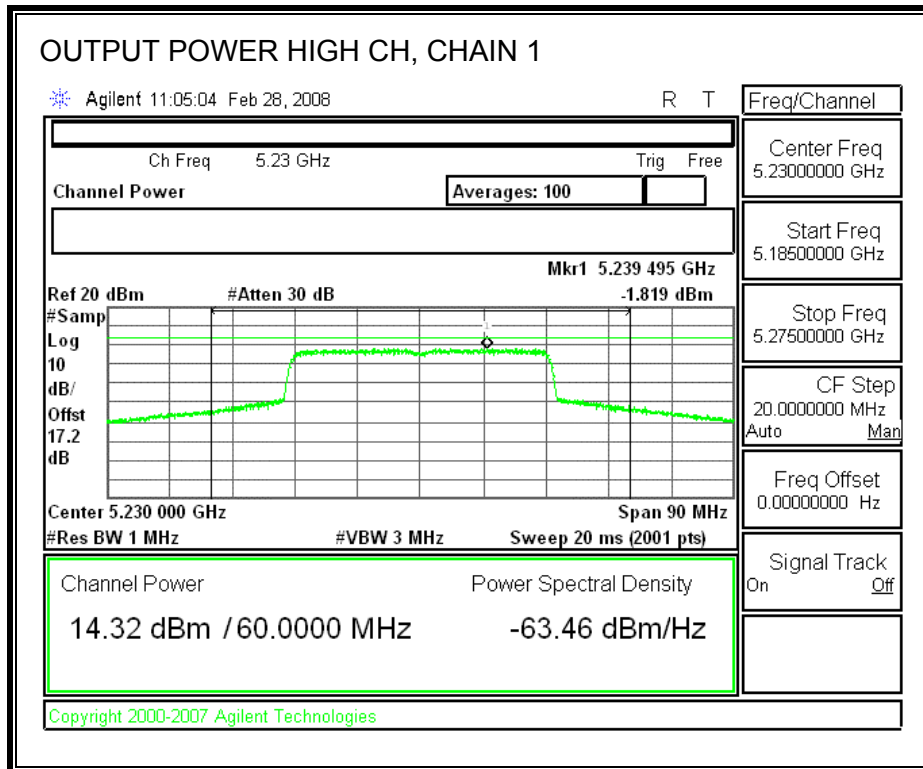 OUTPUT POWER HIGH CH, CHAIN 1
Agilent 11:05:04 Feb 28, 2008 R T
Freq/Channel
Ch Freq 5.23 GHz Trig Free
Channel Power Averages: 100
Mkr1 5.239 495 GHz
Ref 20 dBm #Atten 30 dB -1.819 dBm
#Samp
Log
10
dB/
Offst
17.2
dB
1
Center 5.230 000 GHz Span 90 MHz
#Res BW 1 MHz #VBW 3 MHz Sweep 20 ms (2001 pts)
Channel Power Power Spectral Density
14.32 dBm / 60.0000 MHz -63.46 dBm/Hz
Center Freq
5.23000000 GHz
Start Freq
5.18500000 GHz
Stop Freq
5.27500000 GHz
CF Step
20.0000000 MHz
Auto Man
Freq Offset
0.00000000 Hz
Signal Track
On Off
Copyright 2000-2007 Agilent Technologies